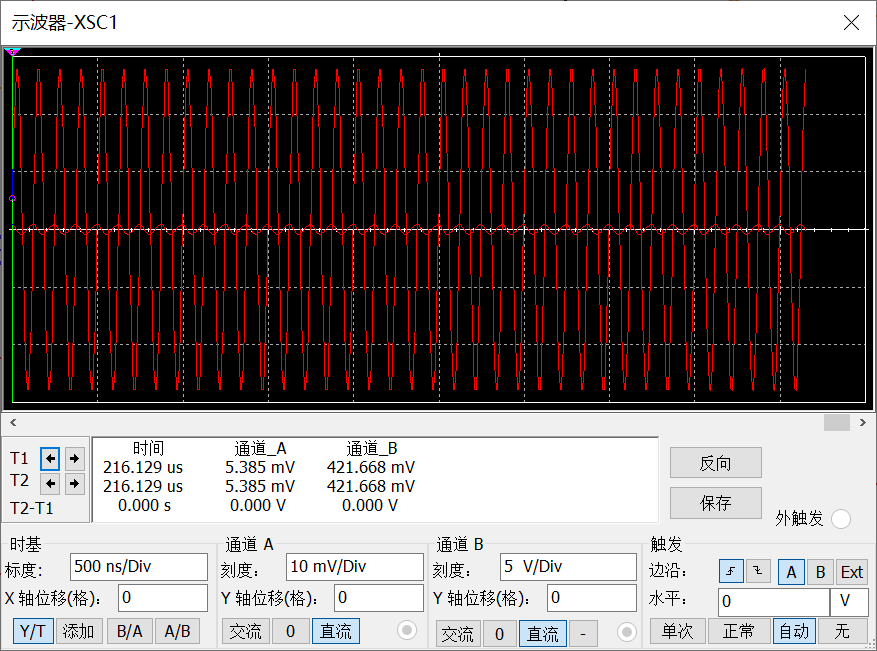 示波器-XSC1
T1
T2
T2-T1
时间 通道_A 通道_B
216.129 us 5.385 mV 421.668 mV
216.129 us 5.385 mV 421.668 mV
0.000 s 0.000 V 0.000 V
反向
保存
外触发
时基
标度: 500 ns/Div
X 轴位移(格): 0
Y/T 添加 B/A A/B
通道 A
刻度: 10 mV/Div
Y 轴位移(格): 0
交流 0 直流
通道 B
刻度: 5 V/Div
Y 轴位移(格): 0
交流 0 直流 -
触发
边沿: A B Ext
水平: 0 V
单次 正常 自动 无